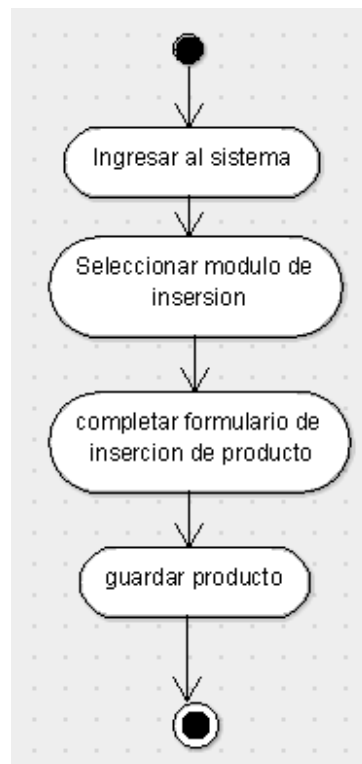 Ingresar al sistema
Seleccionar modulo de
insersion
completar formulario de
insercion de producto
guardar producto